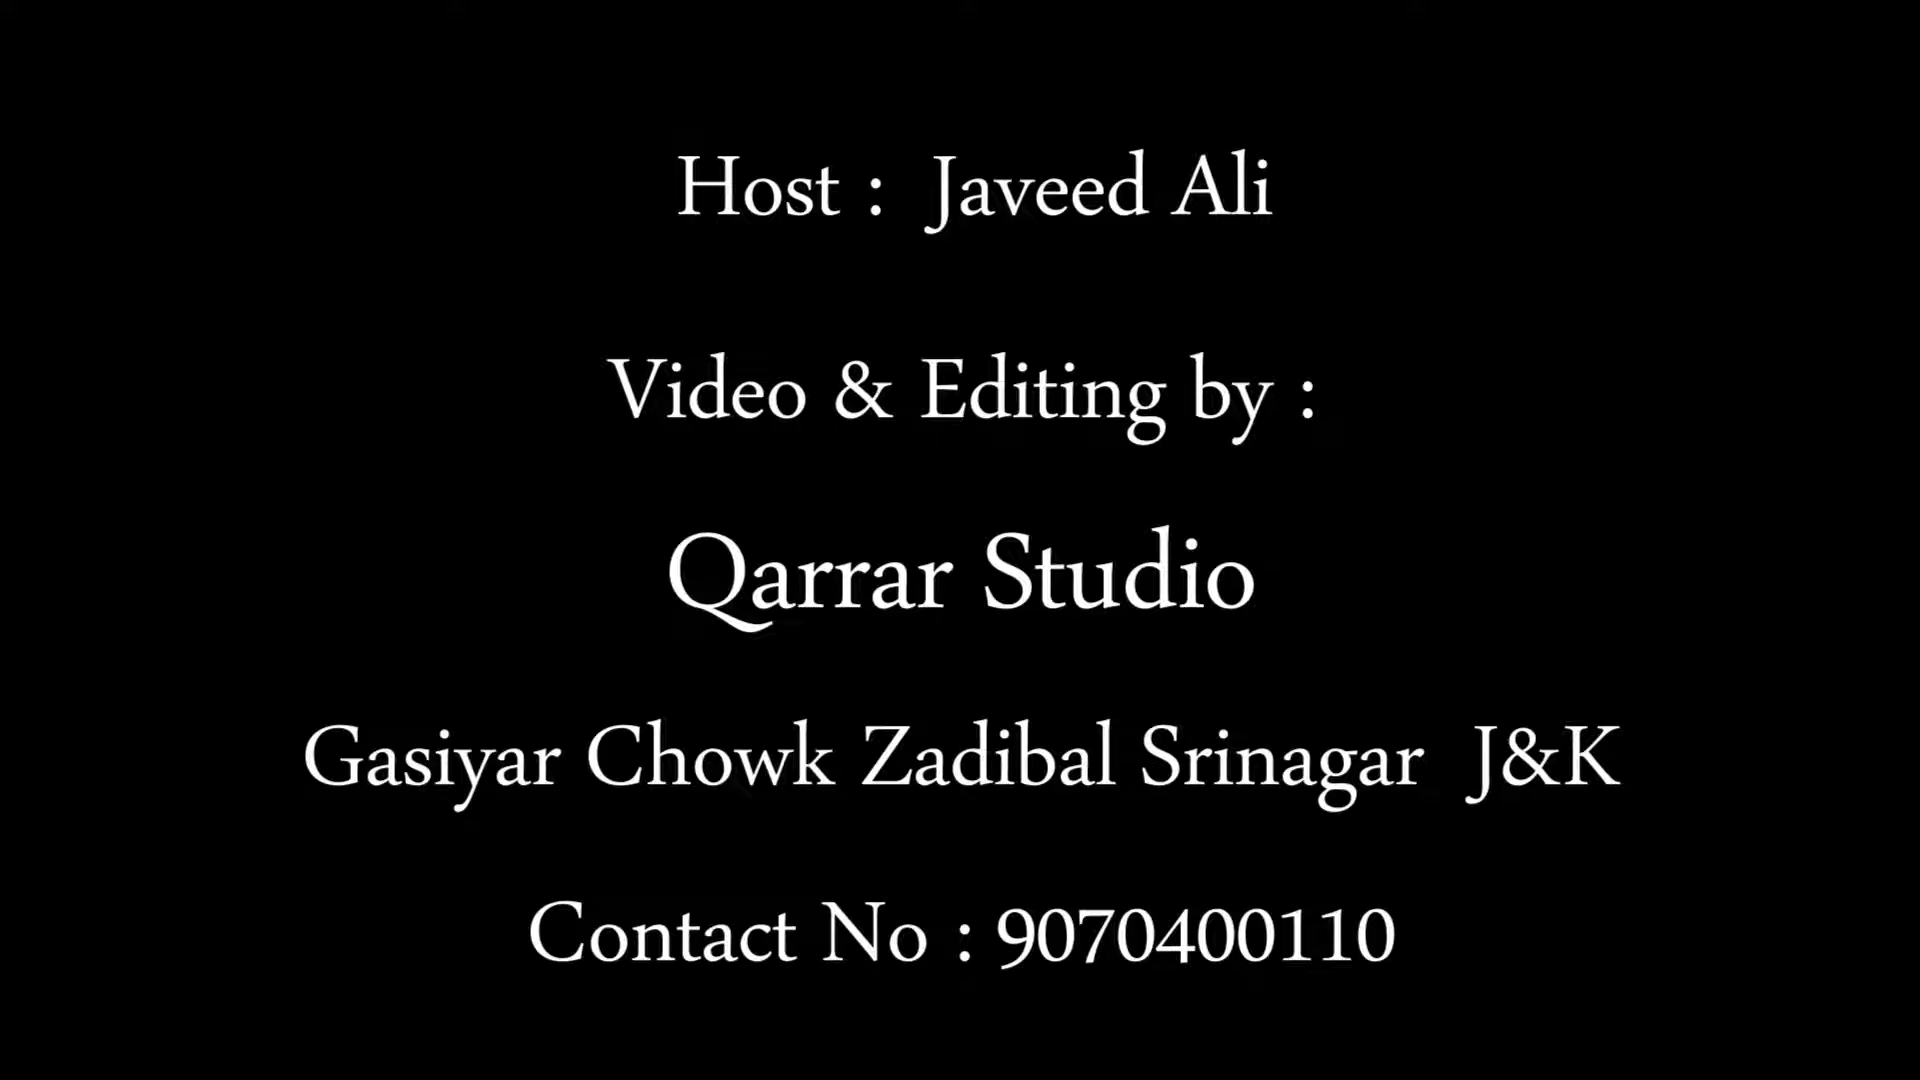 Host :  Javeed Ali
Video & Editing by :
Qarrar Studio
Gasiyar Chowk Zadibal Srinagar  J&K
Contact No : 9070400110